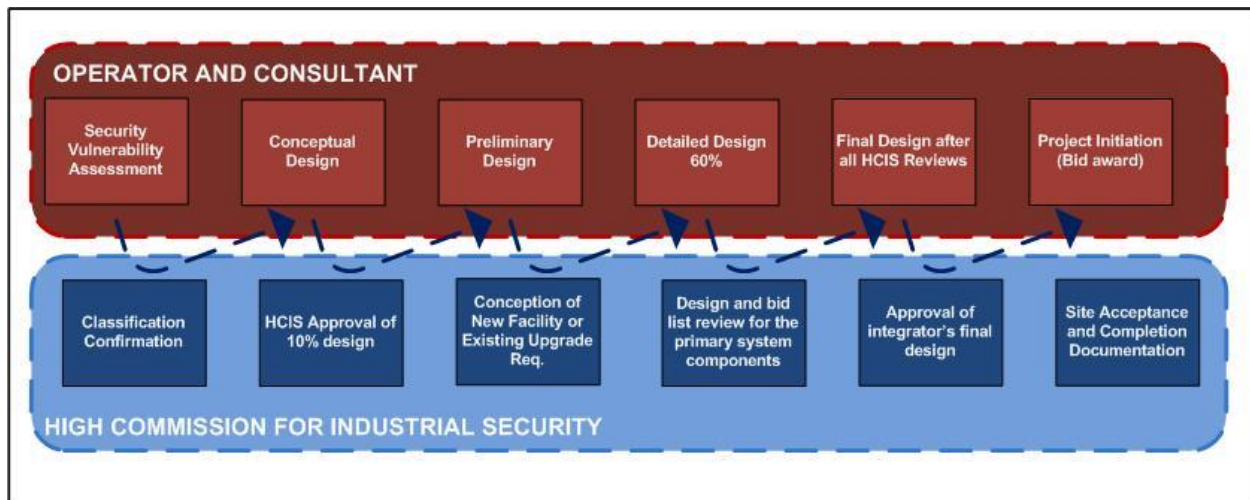 OPERATOR AND CONSULTANT
Security
Vulnerability
Assessment
Conceptual
Design
Preliminary
Design
Detailed Design
60%
Final Design after
all HCIS Reviews
Project Initiation
(Bid award)
Classification
Confirmation
HCIS Approval of
10% design
Conception of
New Facility or
Existing Upgrade
Req.
Design and bid
list review for the
primary system
components
Approval of
integrator's final
design
Site Acceptance
and Completion
Documentation
HIGH COMMISSION FOR INDUSTRIAL SECURITY